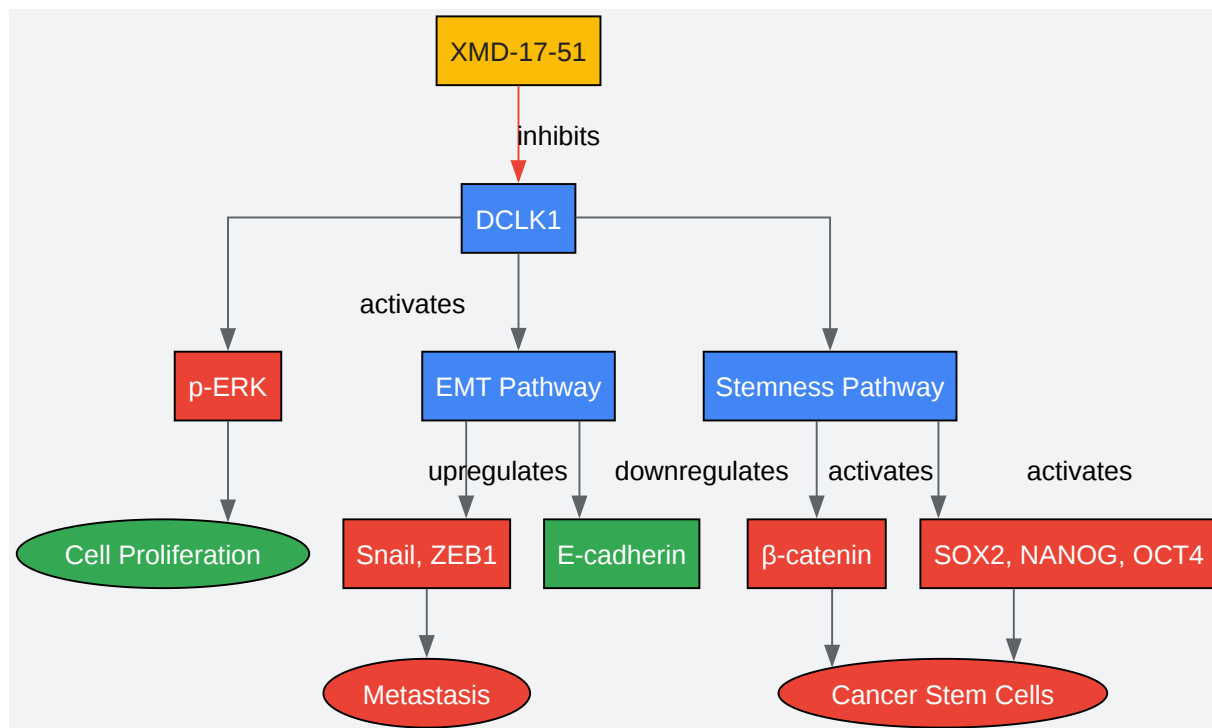 XMD-17-51
inhibits
DCLK1
activates
p-ERK
EMT Pathway
Stemness Pathway
upregulates
downregulates
activates
activates
Cell Proliferation
Snail, ZEB1
E-cadherin
β-catenin
SOX2, NANOG, OCT4
Metastasis
Cancer Stem Cells